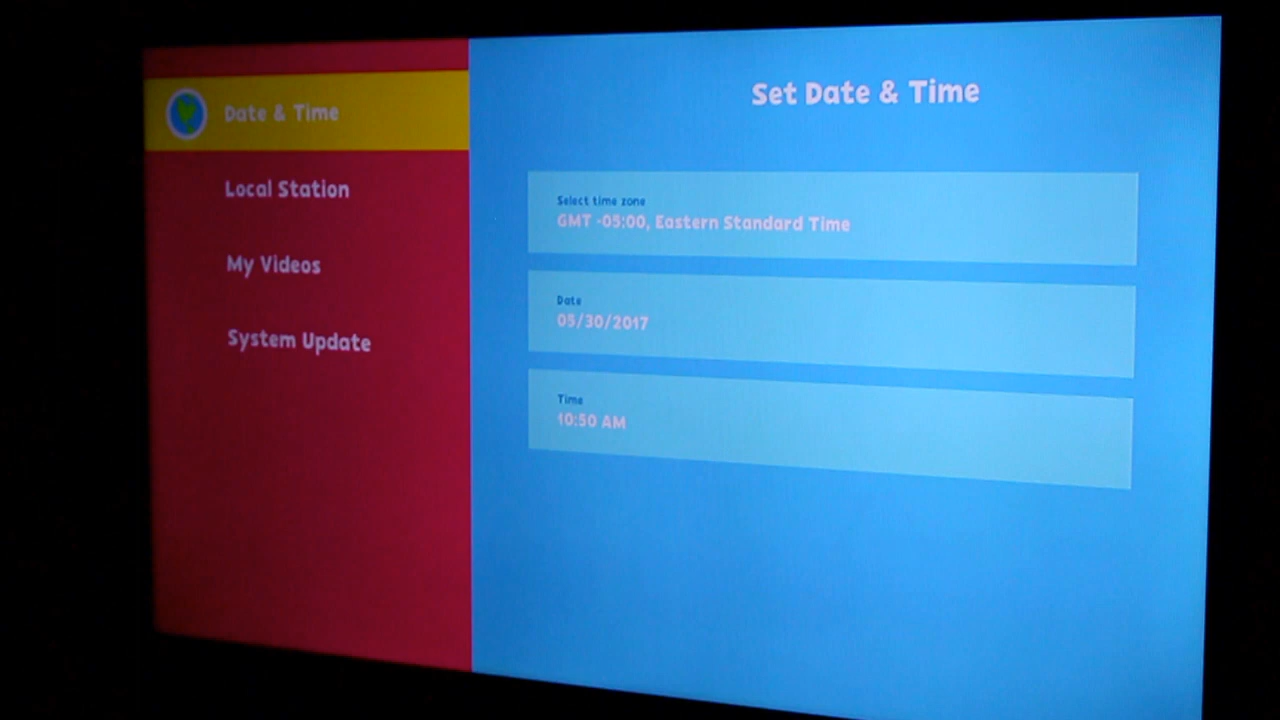 Date & Time
Local Station
My Videos
System Update
Set Date & Time
Select time zone
GMT -05:00, Eastern Standard Time
Date
05/30/2017
Time
10:50 AM